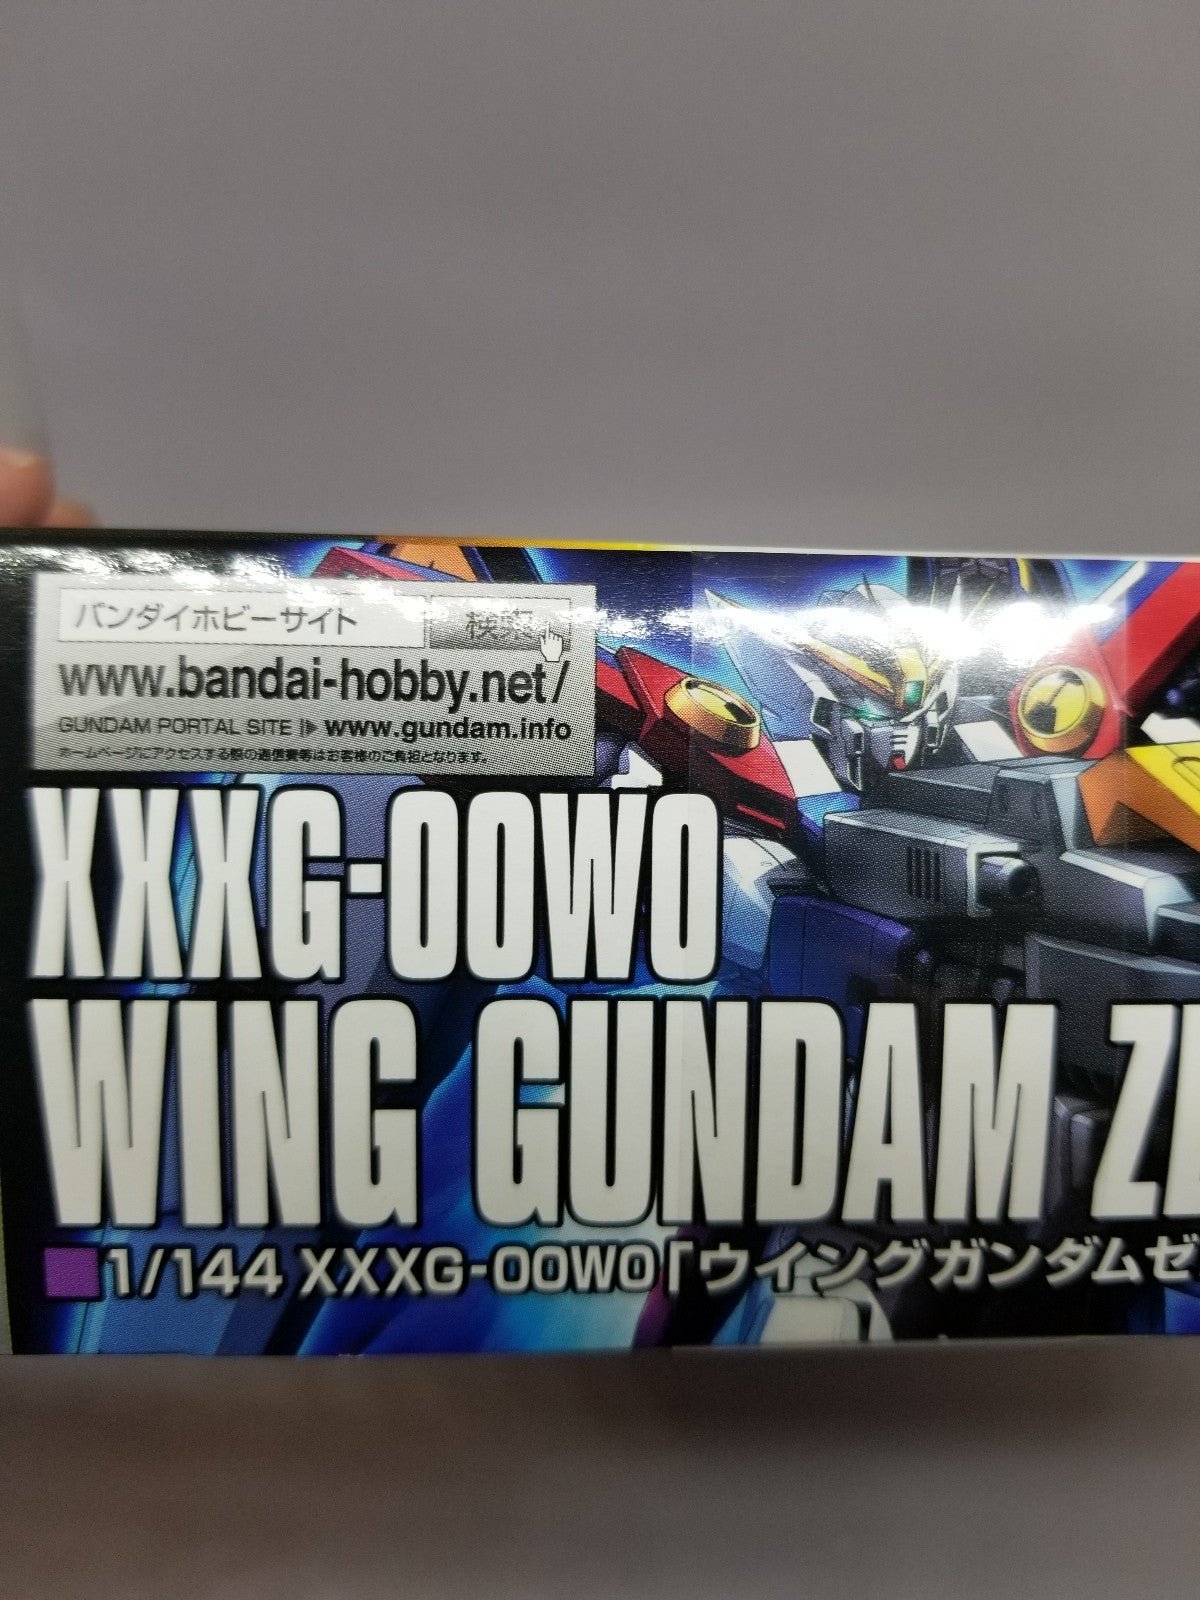 バンダイホビーサイト 検索
www.bandai-hobby.net/
GUNDAM PORTAL SITE www.gundam.info
ホームページにアクセスする際の通信費等はお客様のご負担となります。
XXXG-00W0
WING GUNDAM
1/144 XXXG-00W0「ウイングガンダムゼ